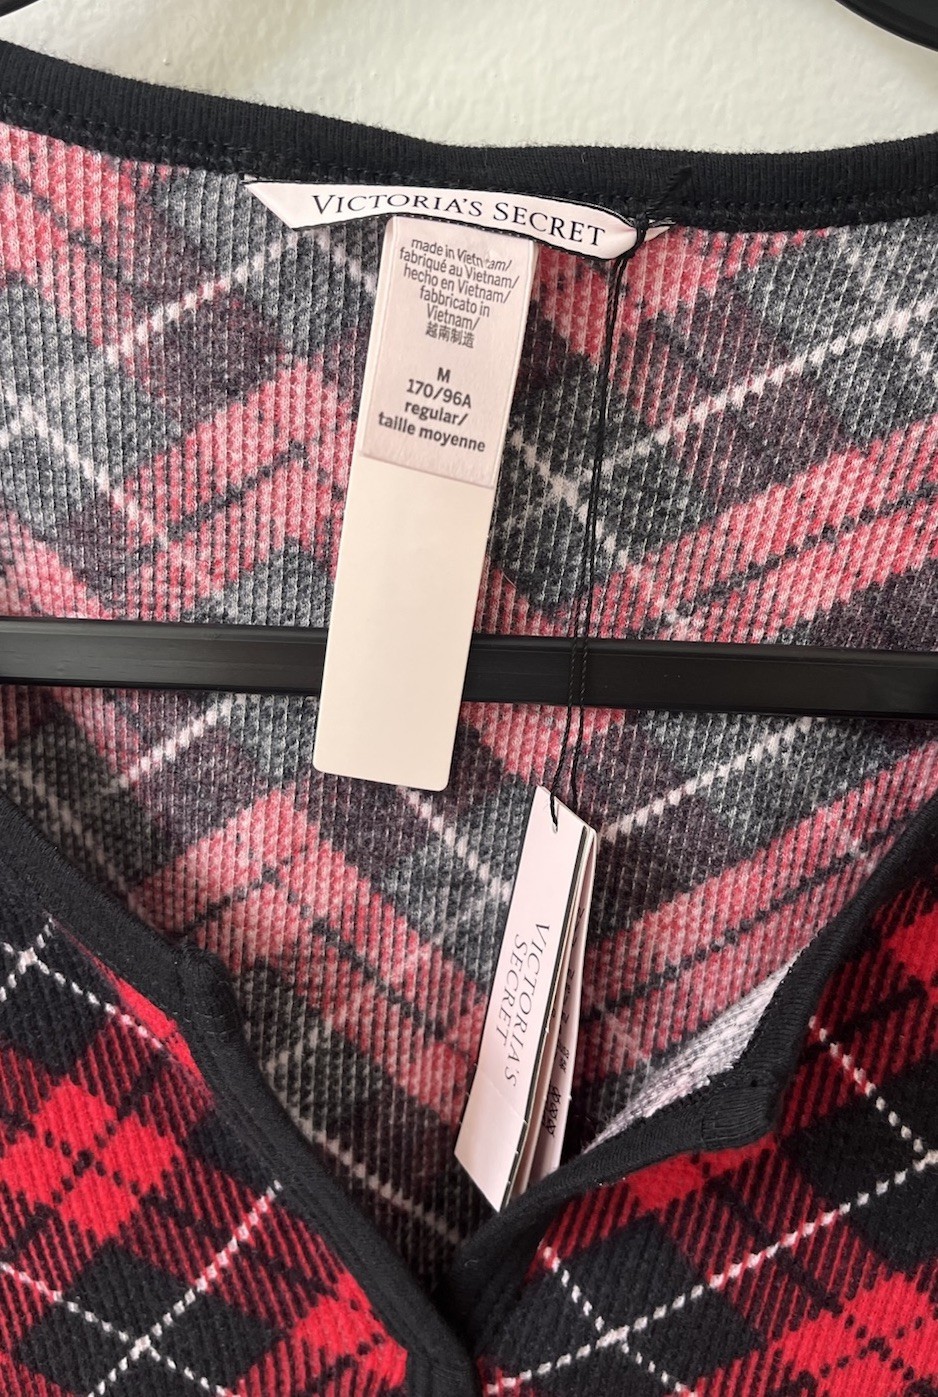 VICTORIA'S SECRET
made in Vietnam/
fabriqué au Vietnam/
hecho en Vietnam/
fabbricato in
Vietnam/
越南制造
M
170/96A
regular/
taille moyenne
VICTORIA'S
SECRET